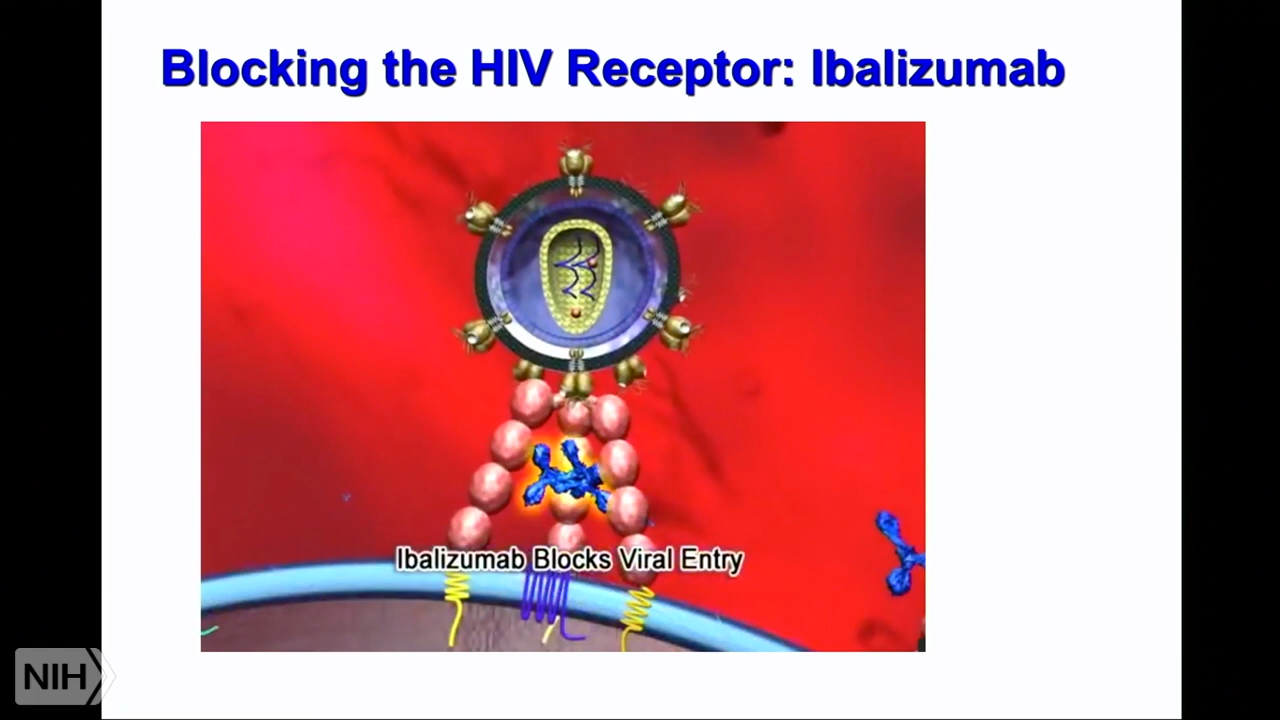 Blocking the HIV Receptor: Ibalizumab
Ibalizumab Blocks Viral Entry
NIH